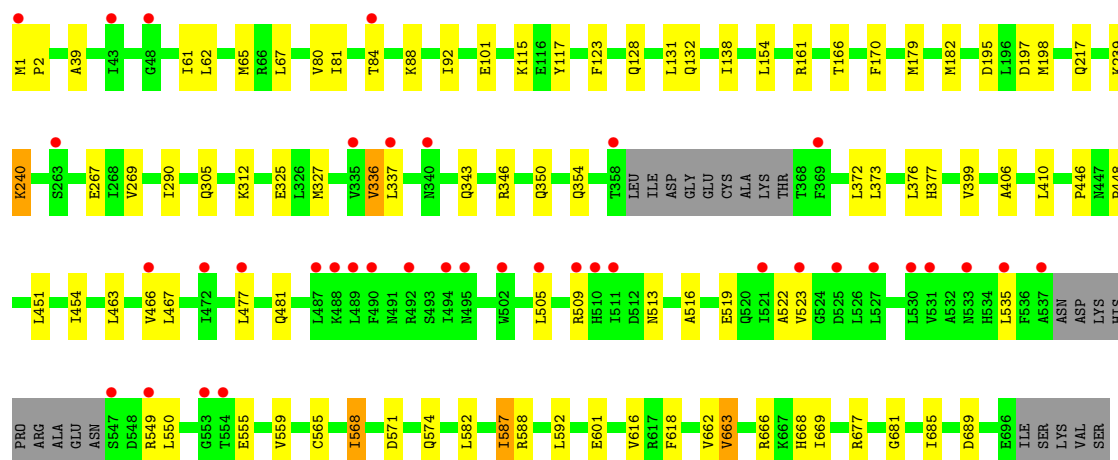 M1 P2 A39 I43 G48 I61 L62 M65 R66 L67 V80 I81 T84 K88 I92 E101 K115 E116 Y117 F123 Q128 L131 Q132 I138 L154 R161 T166 F170 M179 M182 D195 L196 D197 M198 Q217 K239
K240 S263 E267 I268 V269 I290 Q305 K312 E325 L326 M327 V335 V336 L337 N340 Q343 R346 Q350 Q354 T358 LEU ILE ASP GLY GLU CYS ALA LYS THR T368 F369 L372 L373 L376 H377 V399 A406 L410 P446 N447 P448
L451 I454 L463 V466 L467 I472 L477 Q481 L487 K488 L489 F490 N491 R492 S493 I494 N495 W502 L505 R509 H510 I511 D512 N513 A516 E519 Q520 I521 A522 V523 G524 D525 L526 L527 L530 V531 A532 N533 H534 L535 F536 A537 ASN ASP LYS HIS
PRO ARG ALA GLU ASN S547 D548 R549 L550 G553 T554 E555 V559 C565 I568 D571 Q574 L582 I587 R588 L592 E601 V616 R617 F618 V662 V663 R666 K667 H668 I669 R677 G681 I685 D689 E696 ILE SER LYS VAL SER